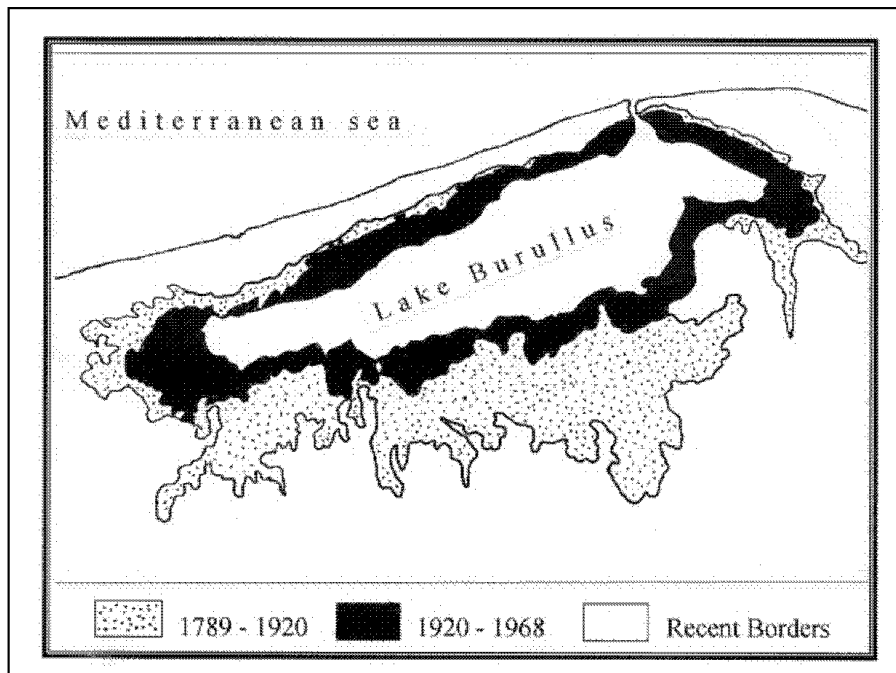 Mediterranean sea
Lake Burullus
1789 - 1920
1920 - 1968
Recent Borders